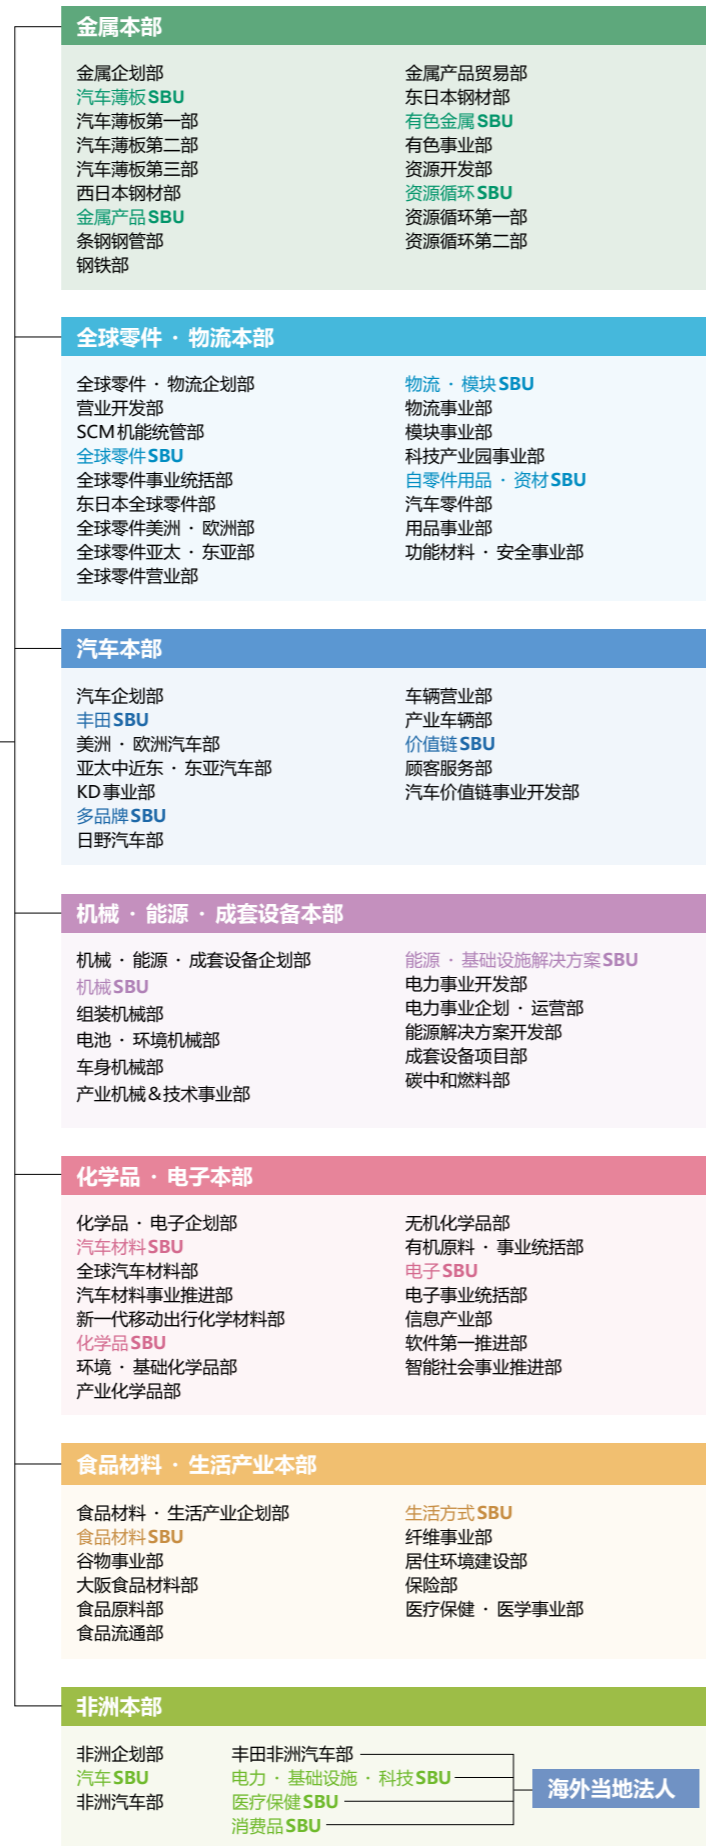 金属本部
金属企划部
汽车薄板SBU
汽车薄板第一部
汽车薄板第二部
汽车薄板第三部
西日本钢材部
金属产品SBU
条钢钢管部
钢铁部
金属产品贸易部
东日本钢材部
有色金属SBU
有色事业部
资源开发部
资源循环SBU
资源循环第一部
资源循环第二部
全球零件 · 物流本部
全球零件 · 物流企划部
营业开发部
SCM机能统管部
全球零件SBU
全球零件事业统括部
东日本全球零件部
全球零件美洲 · 欧洲部
全球零件亚太 · 东亚部
全球零件营业部
物流 · 模块SBU
物流事业部
模块事业部
科技产业园事业部
自零件用品 · 资材SBU
汽车零件部
用品事业部
功能材料 · 安全事业部
汽车本部
汽车企划部
丰田SBU
美洲 · 欧洲汽车部
亚太中近东 · 东亚汽车部
KD事业部
多品牌SBU
日野汽车部
车辆营业部
产业车辆部
价值链SBU
顾客服务部
汽车价值链事业开发部
机械 · 能源 · 成套设备本部
机械 · 能源 · 成套设备企划部
机械SBU
组装机械部
电池 · 环境机械部
车身机械部
产业机械&技术事业部
能源 · 基础设施解决方案SBU
电力事业开发部
电力事业企划 · 运营部
能源解决方案开发部
成套设备项目部
碳中和燃料部
化学品 · 电子本部
化学品 · 电子企划部
汽车材料SBU
全球汽车材料部
汽车材料事业推进部
新一代移动出行化学材料部
化学品SBU
环境 · 基础化学品部
产业化学品部
无机化学品部
有机原料 · 事业统括部
电子SBU
电子事业统括部
信息产业部
软件第一推进部
智能社会事业推进部
食品材料 · 生活产业本部
食品材料 · 生活产业企划部
食品材料SBU
谷物事业部
大阪食品材料部
食品原料部
食品流通部
生活方式SBU
纤维事业部
居住环境建设部
保险部
医疗保健 · 医学事业部
非洲本部
非洲企划部
汽车SBU
非洲汽车部
丰田非洲汽车部
电力 · 基础设施 · 科技SBU
医疗保健SBU
消费品SBU
海外当地法人